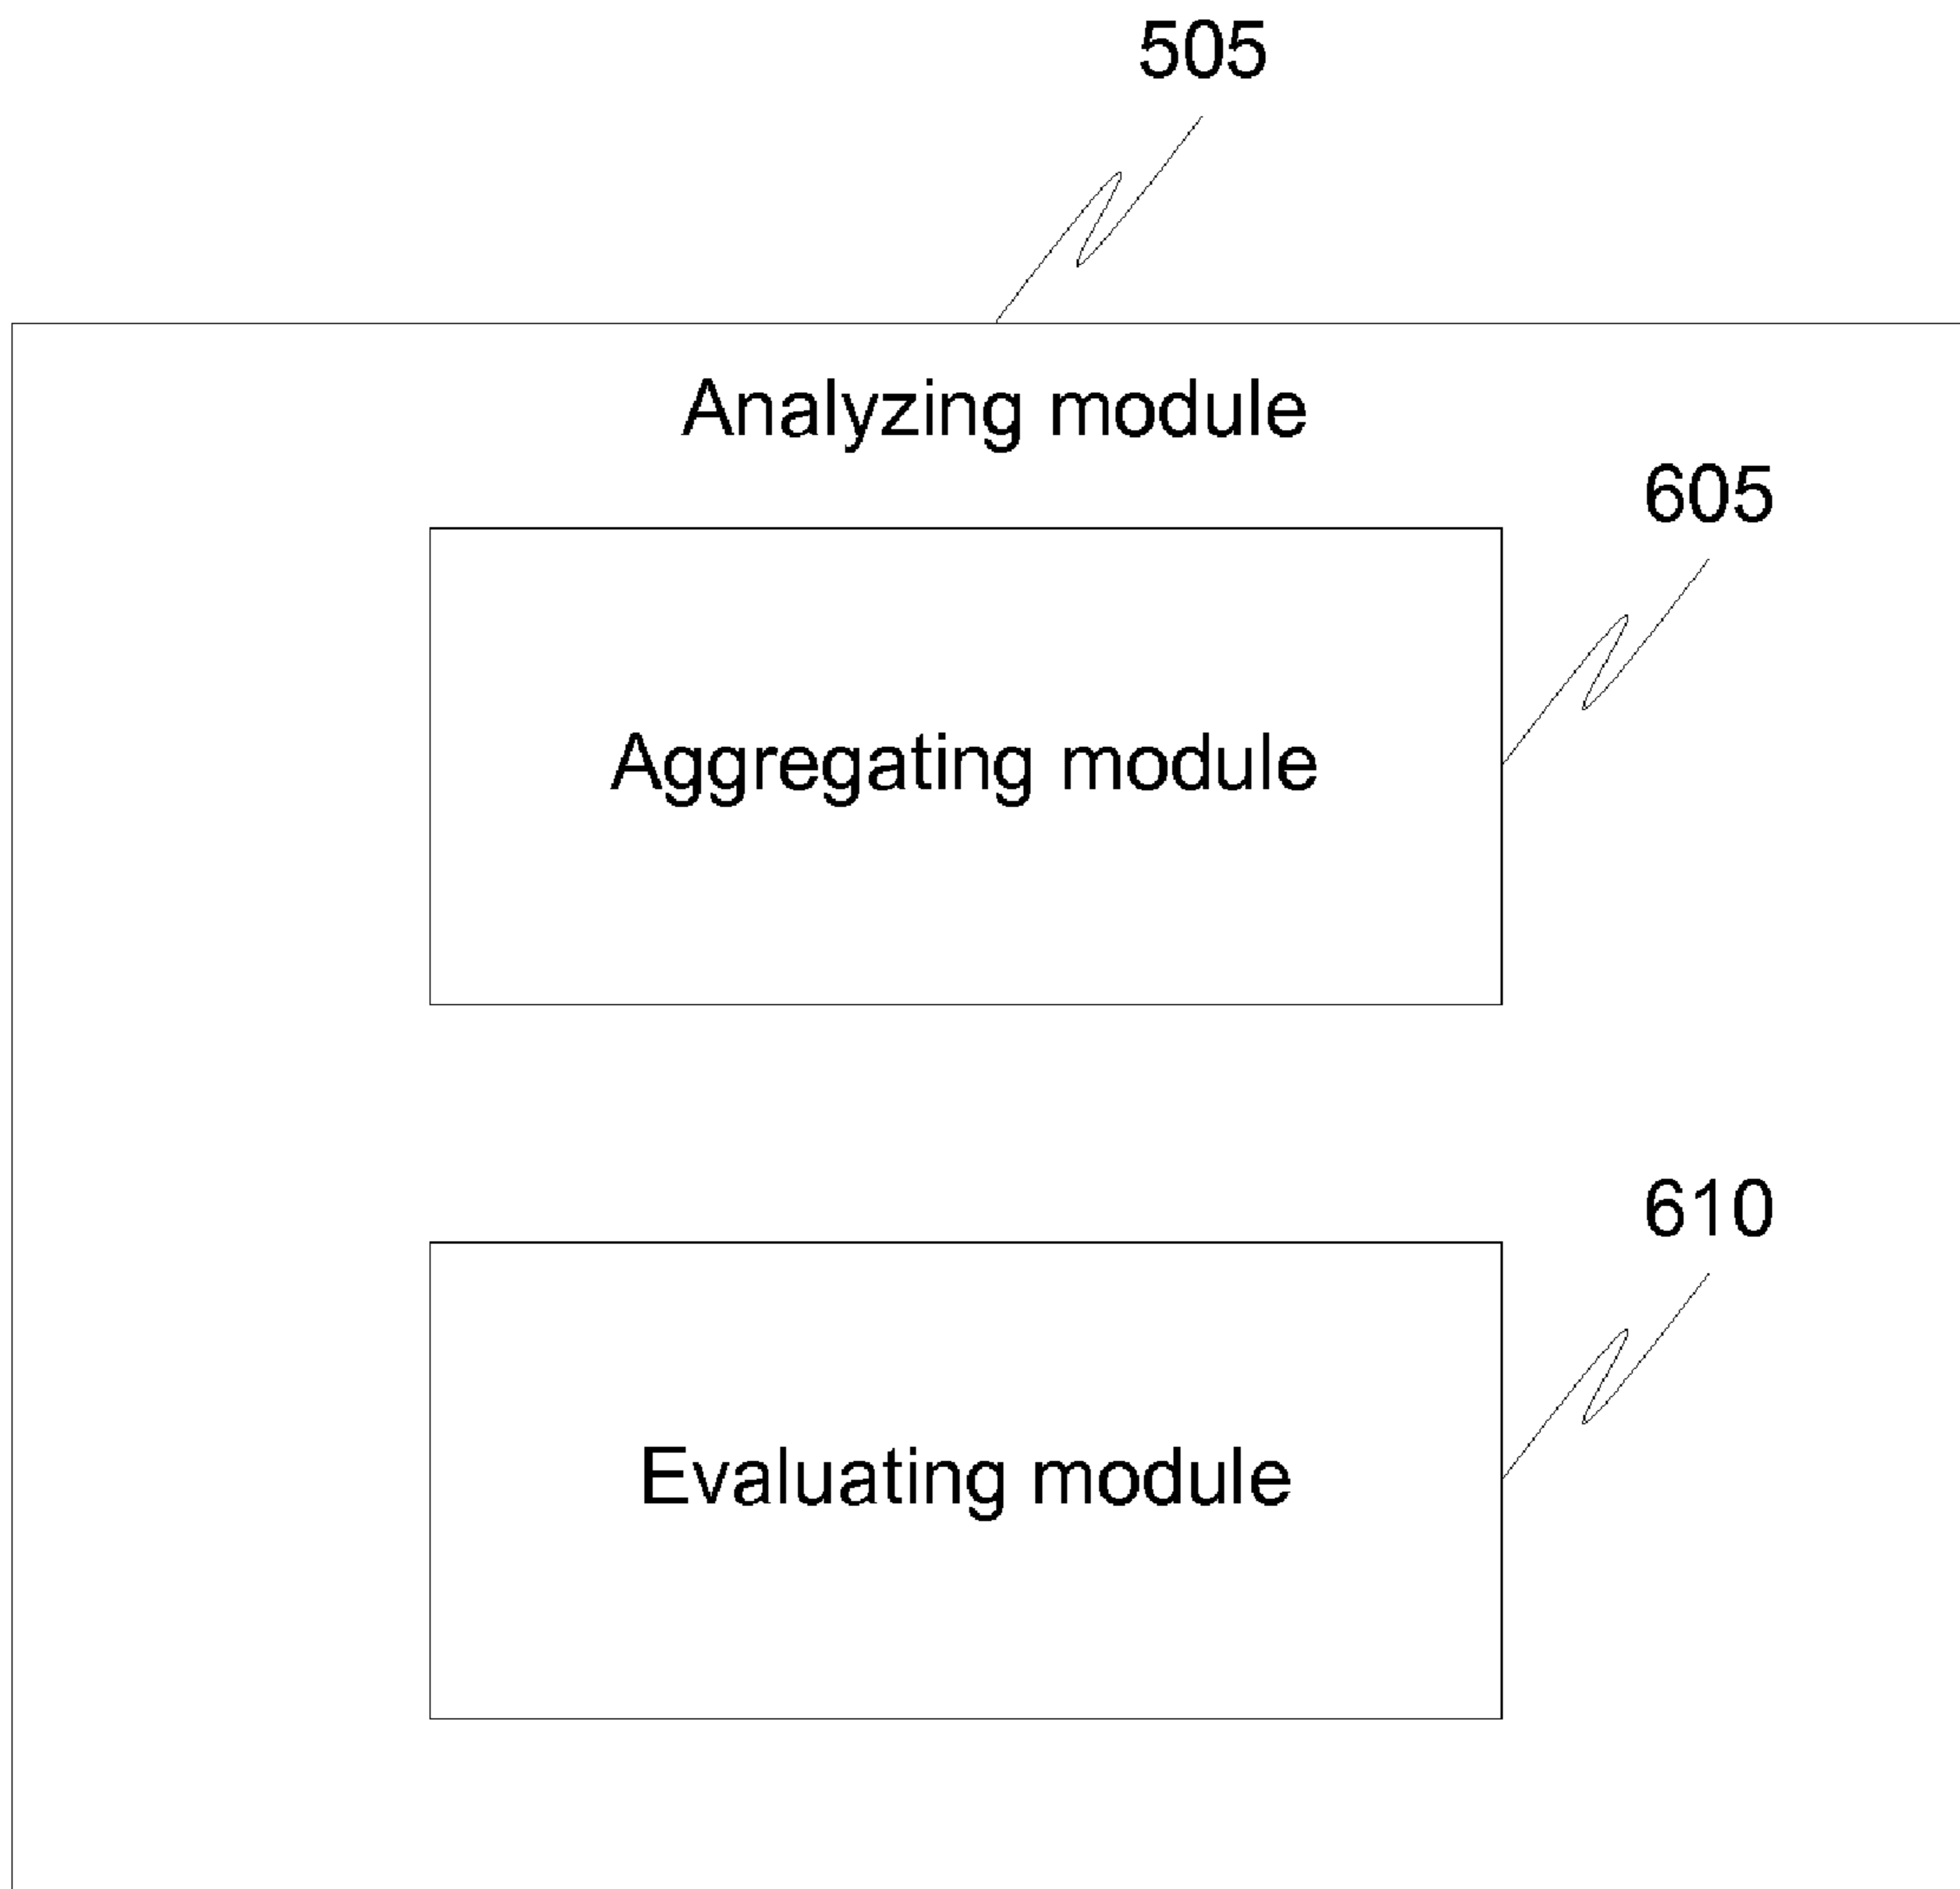 505
Analyzing module
605
Aggregating module
610
Evaluating module